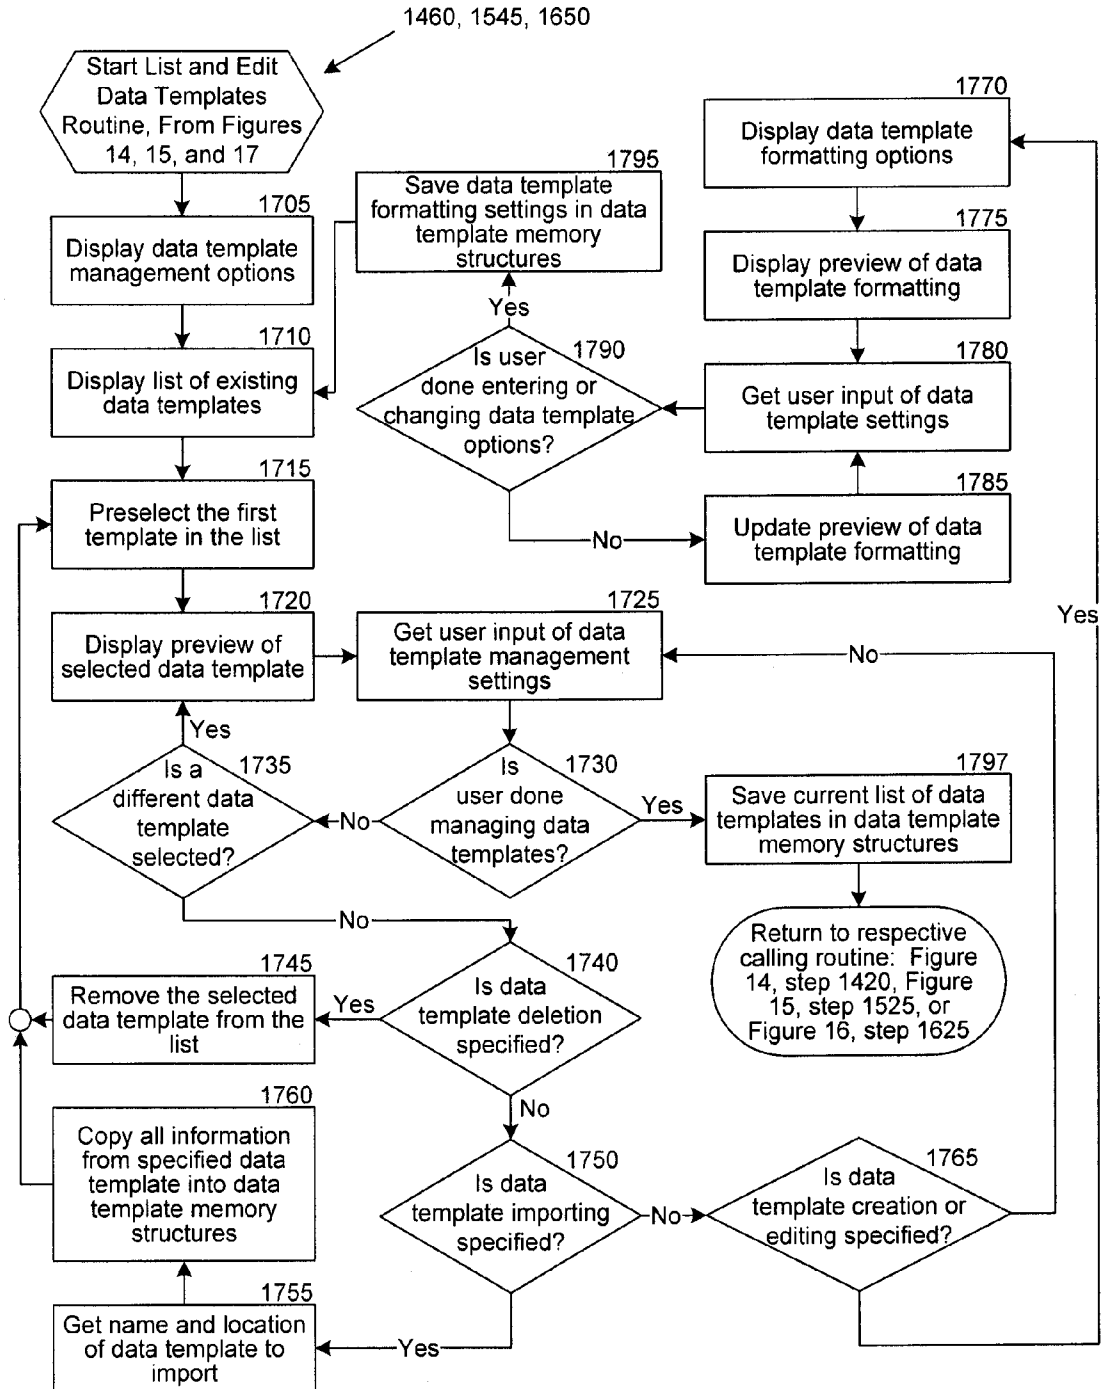 1460, 1545, 1650
Start List and Edit
Data Templates
Routine, From Figures
14, 15, and 17
1705
Display data template
management options
1710
Display list of existing
data templates
1715
Preselect the first
template in the list
1720
Display preview of
selected data template
1725
Get user input of data
template management
settings
1770
Display data template
formatting options
1775
Display preview of data
template formatting
1780
Get user input of data
template settings
1785
Update preview of data
template formatting
1795
Save data template
formatting settings in data
template memory
structures
Yes
1790
Is user
done entering or
changing data template
options?
No
Yes
No
Yes
1735
Is a
different data
template
selected?
No
1730
Is
user done
managing data
templates?
Yes
1797
Save current list of data
templates in data template
memory structures
Return to respective
calling routine: Figure
14, step 1420, Figure
15, step 1525, or
Figure 16, step 1625
No
1740
Is data
template deletion
specified?
Yes
1745
Remove the selected
data template from the
list
No
1750
Is data
template importing
specified?
No
1765
Is data
template creation or
editing specified?
1760
Copy all information
from specified data
template into data
template memory
structures
1755
Get name and location
of data template to
import
Yes